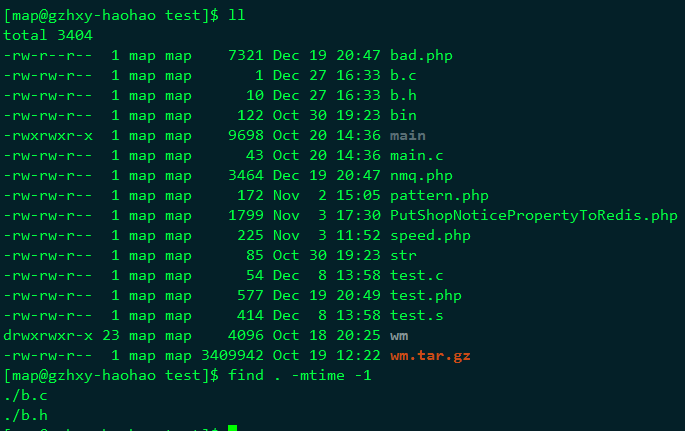 [map@gzhxy-haohao test]$ ll
total 3404
-rw-r--r--  1 map map    7321 Dec 19 20:47 bad.php
-rw-rw-r--  1 map map       1 Dec 27 16:33 b.c
-rw-rw-r--  1 map map      10 Dec 27 16:33 b.h
-rw-rw-r--  1 map map     122 Oct 30 19:23 bin
-rwxrwxr-x  1 map map    9698 Oct 20 14:36 main
-rw-rw-r--  1 map map      43 Oct 20 14:36 main.c
-rw-rw-r--  1 map map    3464 Dec 19 20:47 nmq.php
-rw-rw-r--  1 map map     172 Nov  2 15:05 pattern.php
-rw-rw-r--  1 map map    1799 Nov  3 17:30 PutShopNoticePropertyToRedis.php
-rw-rw-r--  1 map map     225 Nov  3 11:52 speed.php
-rw-rw-r--  1 map map      85 Oct 30 19:23 str
-rw-rw-r--  1 map map      54 Dec  8 13:58 test.c
-rw-rw-r--  1 map map     577 Dec 19 20:49 test.php
-rw-rw-r--  1 map map     414 Dec  8 13:58 test.s
drwxrwxr-x 23 map map    4096 Oct 18 20:25 wm
-rw-rw-r--  1 map map 3409942 Oct 19 12:22 wm.tar.gz
[map@gzhxy-haohao test]$ find . -mtime -1
./b.c
./b.h